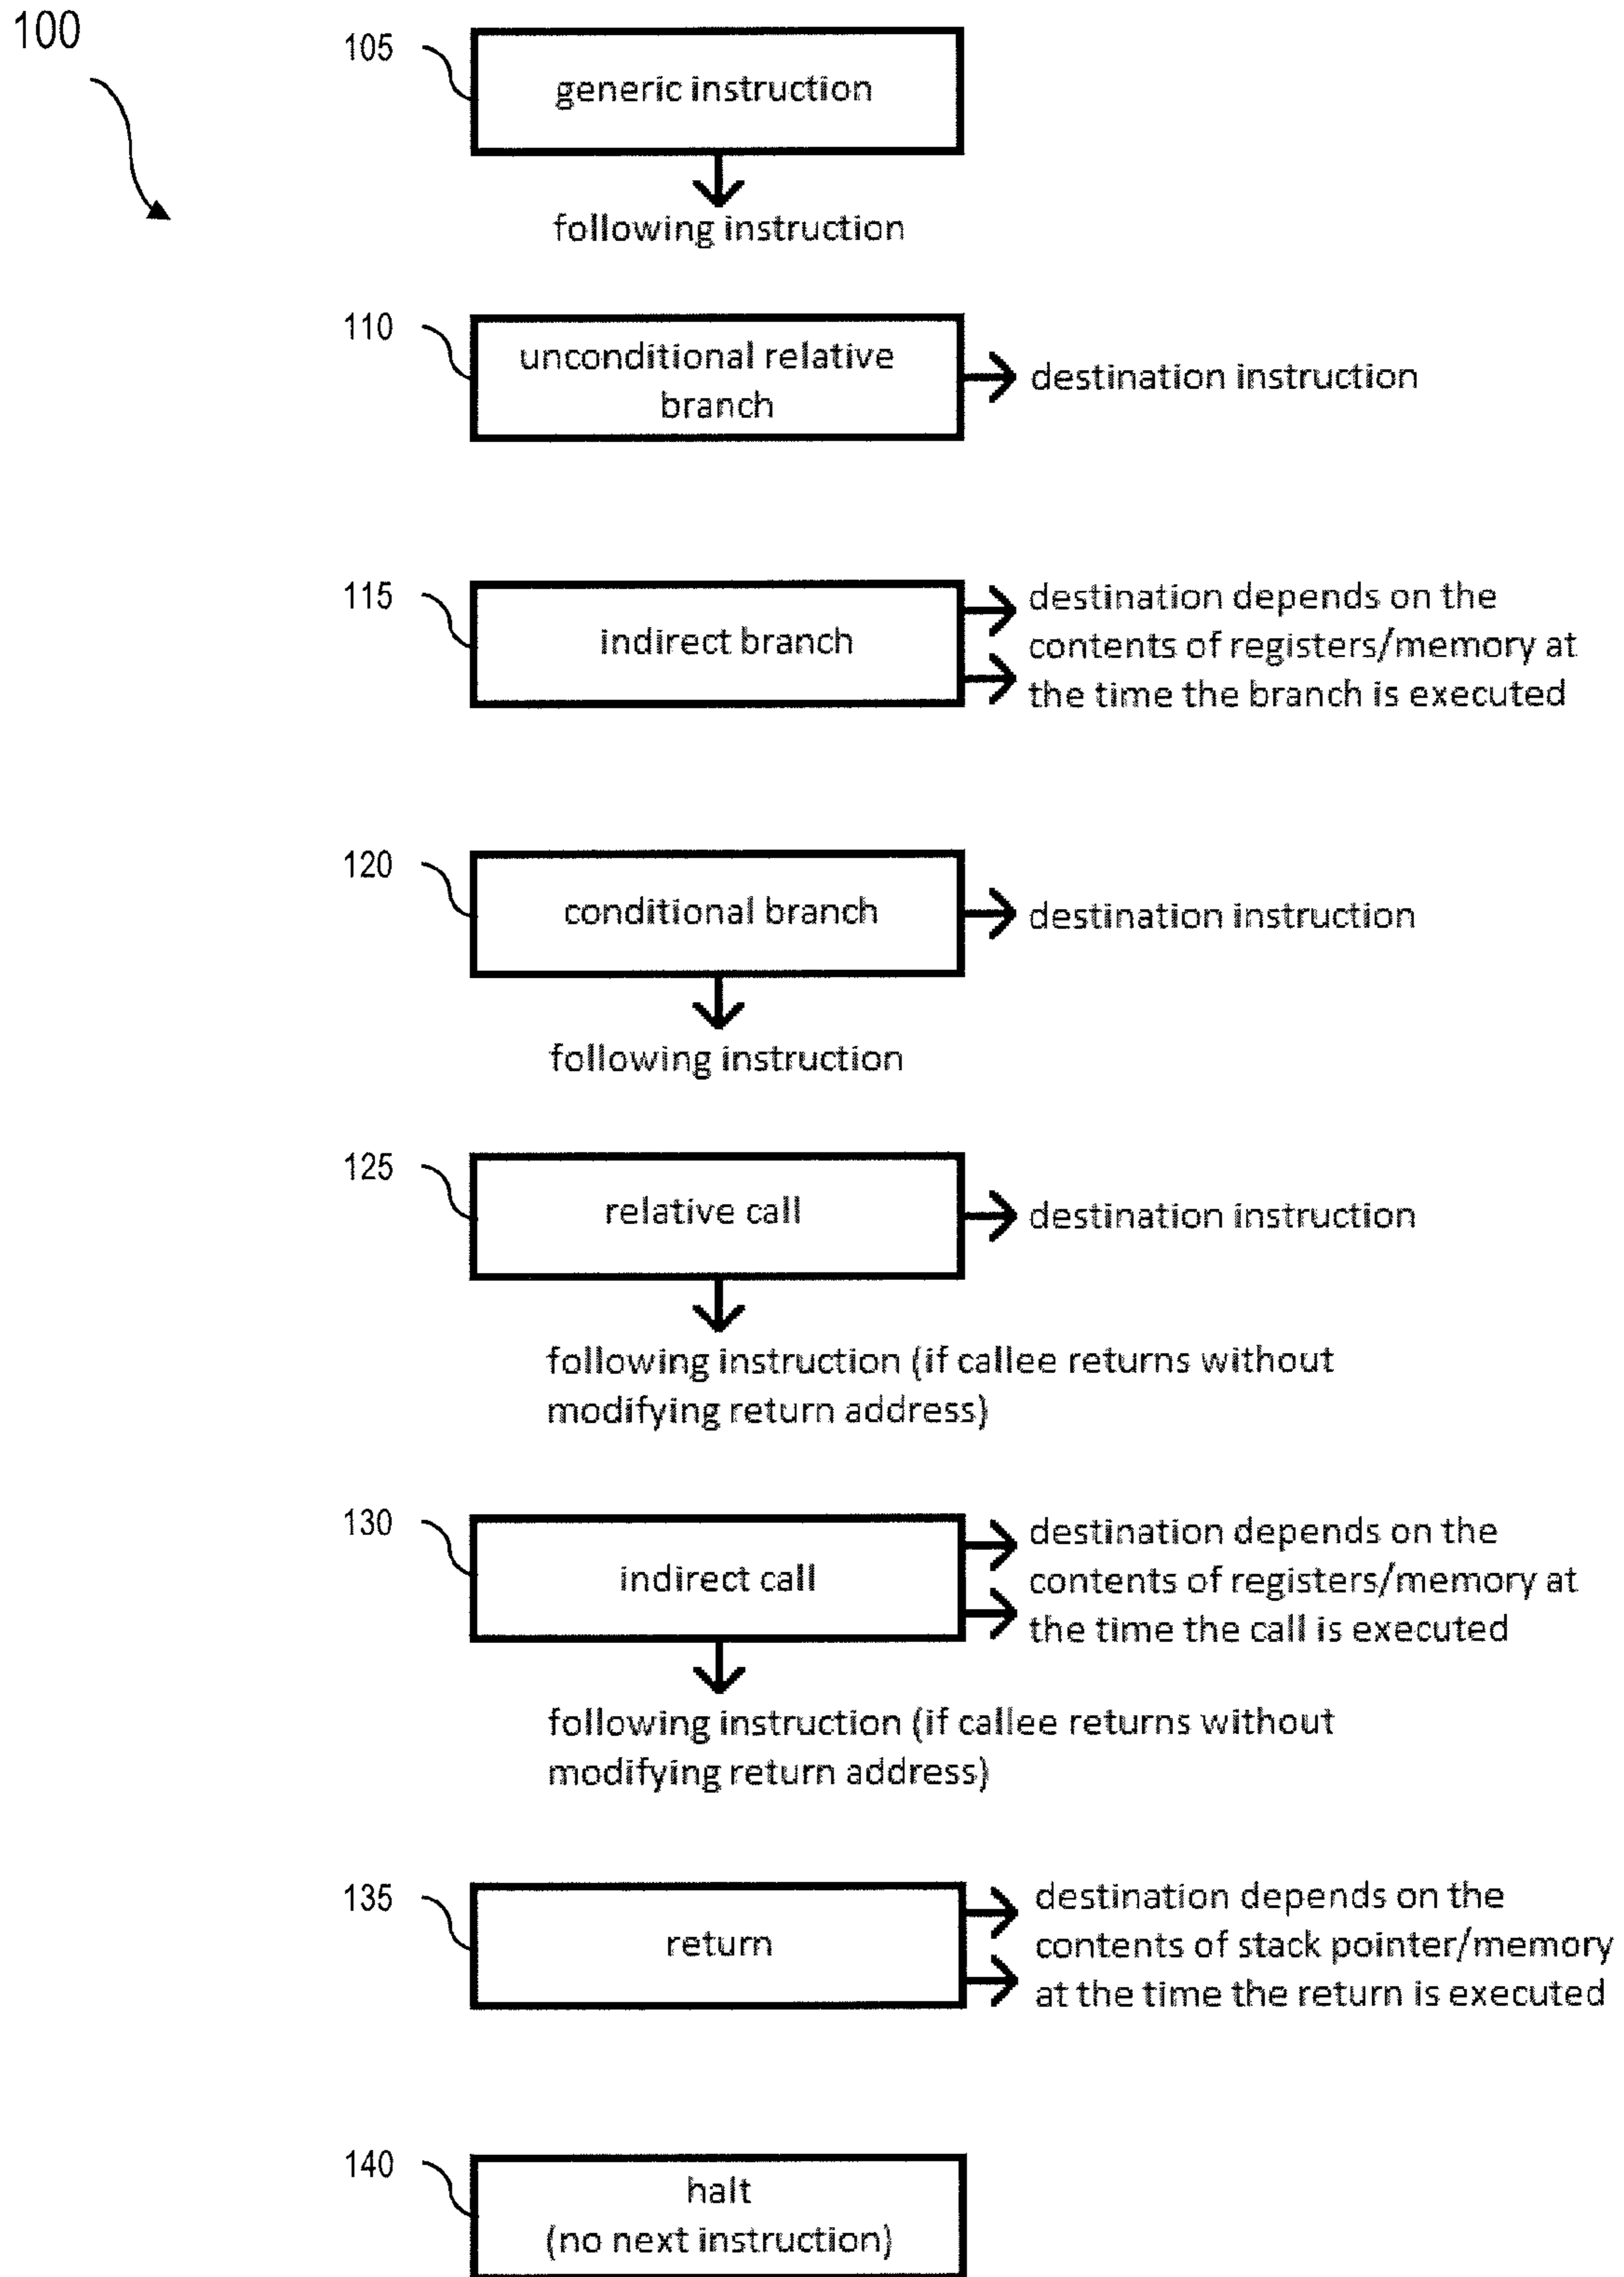 100
105
generic instruction
following instruction
110
unconditional relative
branch
destination instruction
115
indirect branch
destination depends on the
contents of registers/memory at
the time the branch is executed
120
conditional branch
destination instruction
following instruction
125
relative call
destination instruction
following instruction (if callee returns without
modifying return address)
130
indirect call
destination depends on the
contents of registers/memory at
the time the call is executed
following instruction (if callee returns without
modifying return address)
135
return
destination depends on the
contents of stack pointer/memory
at the time the return is executed
140
halt
(no next instruction)